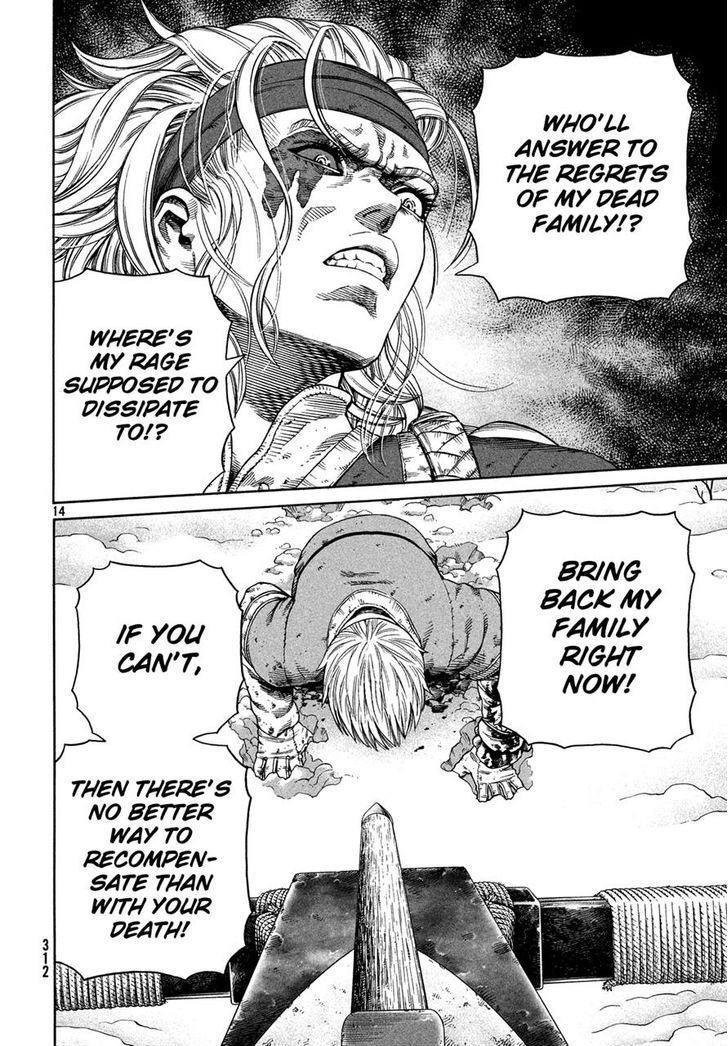 WHO'LL
ANSWER TO
THE REGRETS
OF MY DEAD
FAMILY!?
WHERE'S
MY RAGE
SUPPOSED TO
DISSIPATE
TO!?
14
BRING
BACK MY
FAMILY
RIGHT
NOW!
IF YOU
CAN'T,
THEN THERE'S
NO BETTER
WAY TO
RECOMPEN-
SATE THAN
WITH YOUR
DEATH!
312